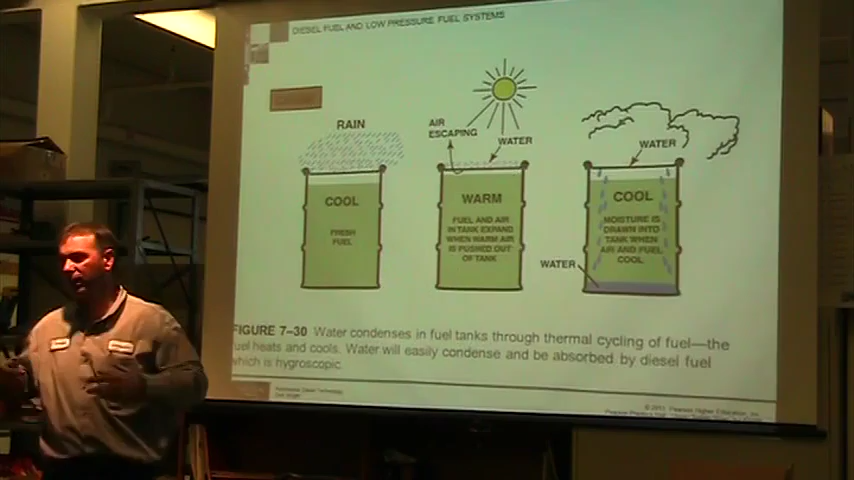 DIESEL FUEL AND LOW PRESSURE FUEL SYSTEMS
RAIN
AIR
ESCAPING
WATER
WATER
COOL
FRESH
FUEL
WARM
FUEL AND AIR
IN TANK EXPAND
WHEN WARM AIR
IS PUSHED OUT
OF TANK
COOL
MOISTURE IS
DRAWN INTO
TANK WHEN
AIR AND FUEL
COOL
WATER
FIGURE 7–30 Water condenses in fuel tanks through thermal cycling of fuel—the
fuel heats and cools. Water will easily condense and be absorbed by diesel fuel
which is hygroscopic